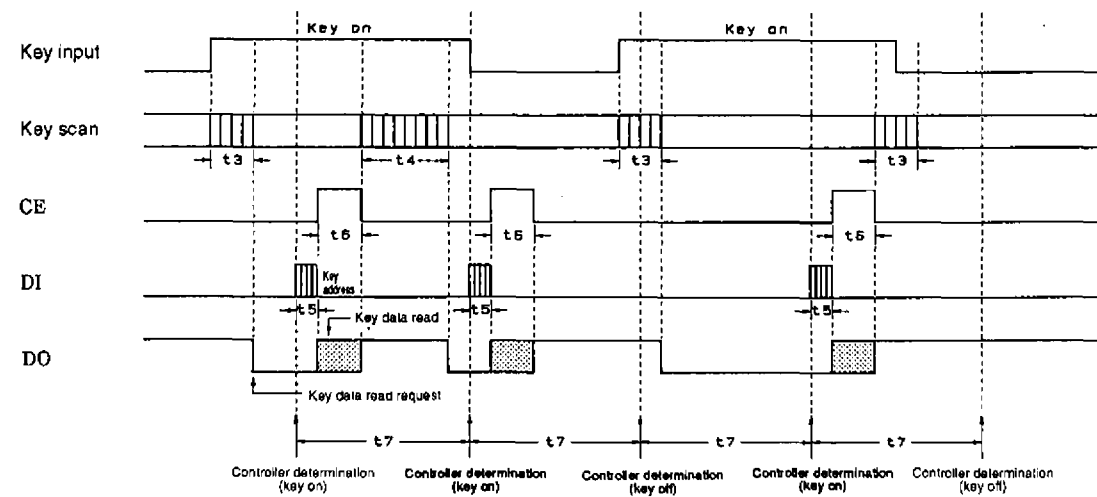 Key on
Key on
Key input
Key scan
t3
t4
t3
t3
CE
t6
t6
t6
DI
Key
address
t5
t5
t5
Key data read
DO
Key data read request
t7
t7
t7
t7
Controller determination
(key on)
Controller determination
(key on)
Controller determination
(key off)
Controller determination
(key on)
Controller determination
(key off)